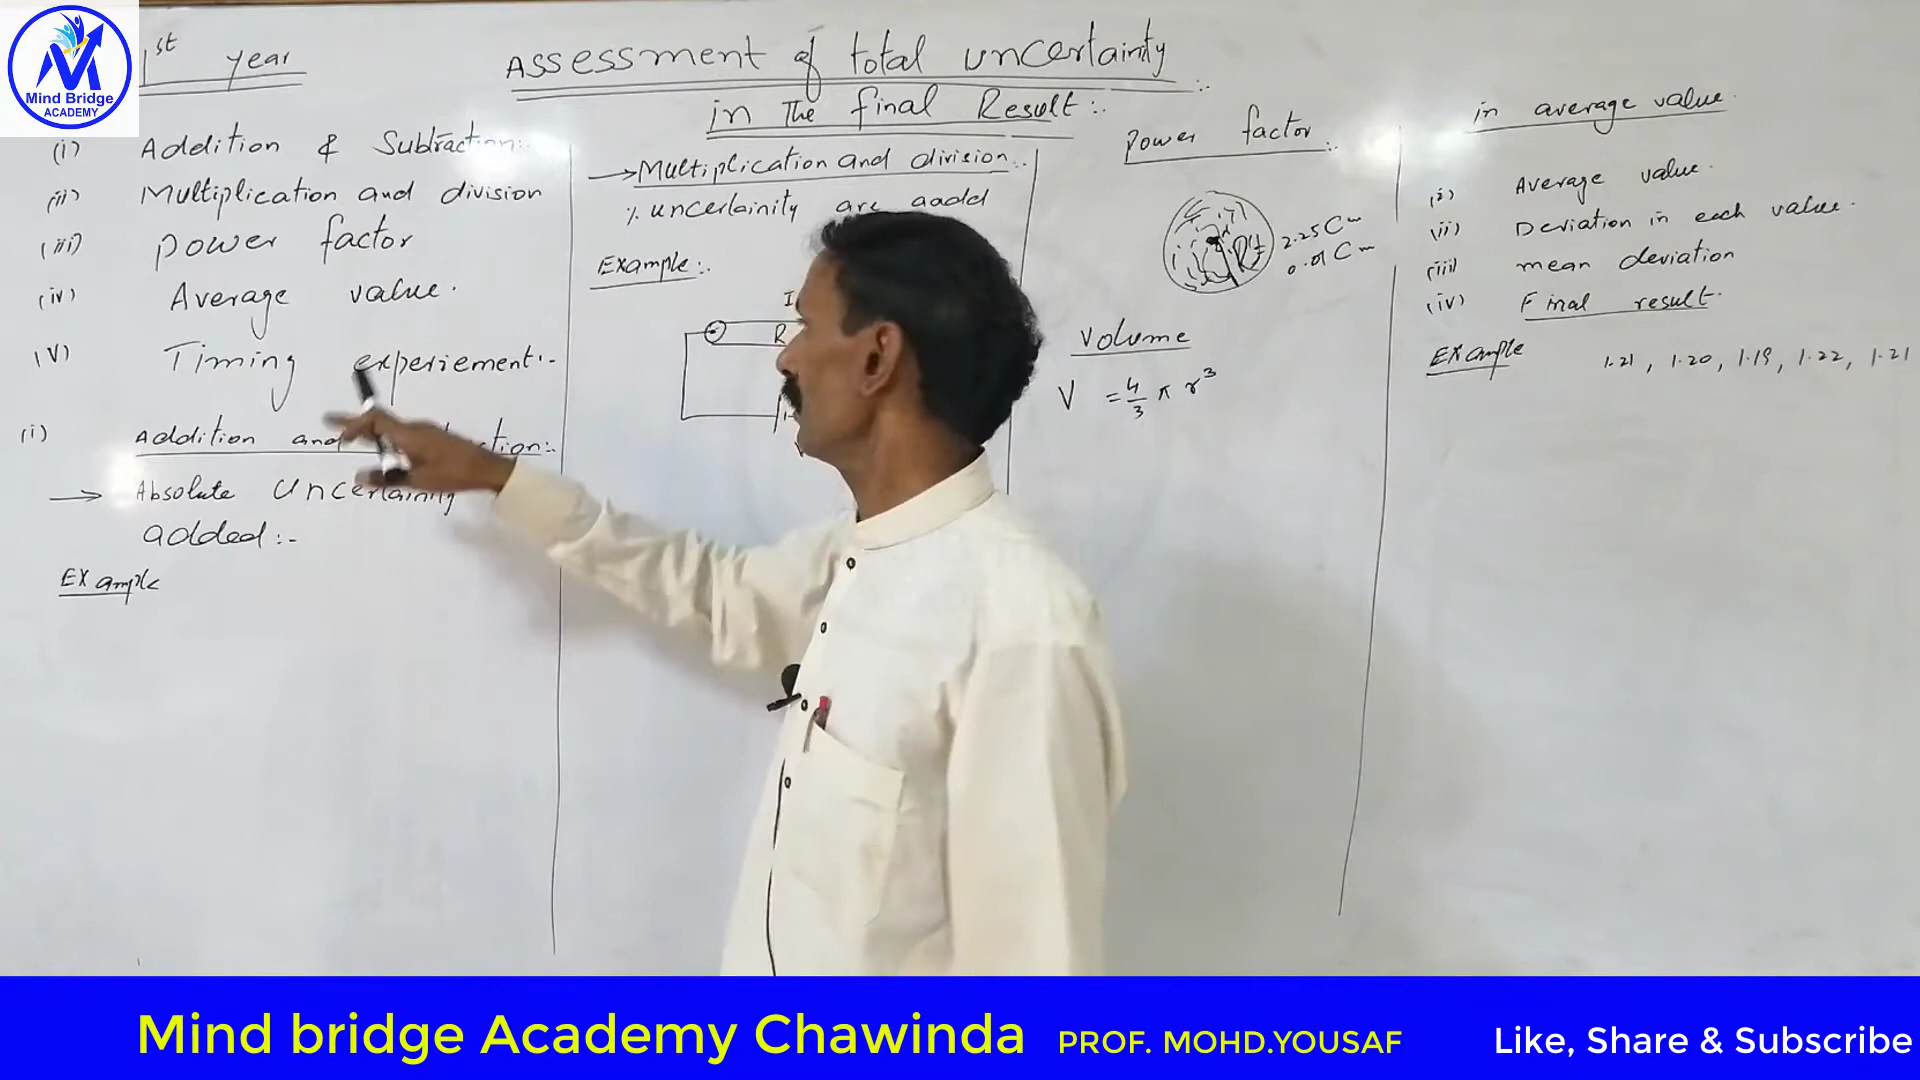 Mind Bridge
ACADEMY
1st year
Assessment of total uncertainty
in The final Result:.
(i) Addition & Subtraction:.
(ii) Multiplication and division
(iii) power factor
(iv) Average value.
(V) Timing experiement:-
(i) Addition and
Absolute Uncertainity
added:-
Example
→ Multiplication and division:.
% uncertainity are aadd
Example:.
I
R
power factor:.
2.25 Cm
0.01 Cm
Volume
V = 4/3 π r³
in average value.
(i) Average value.
(ii) Deviation in each value.
(iii) mean deviation
(iv) Final result.
Example 1.21, 1.20, 1.19, 1.22, 1.21
Mind bridge Academy Chawinda PROF. MOHD.YOUSAF Like, Share & Subscribe